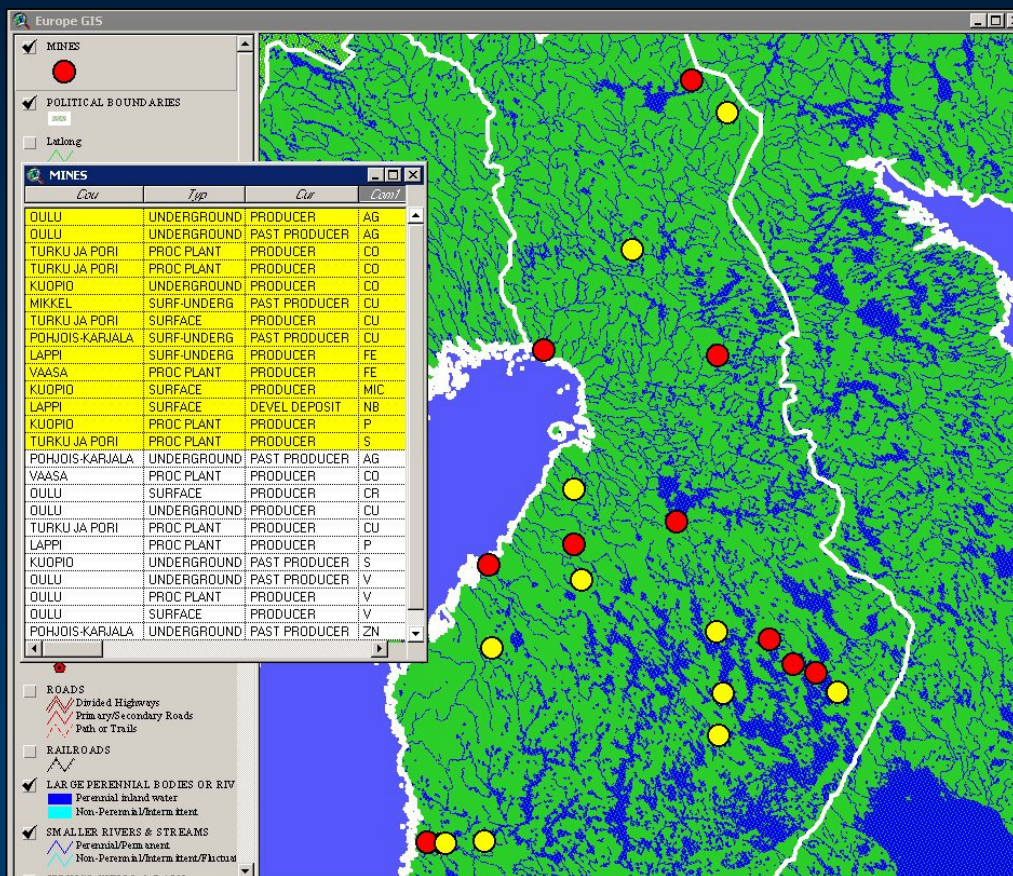 Europe GIS
MINES
POLITICAL BOUNDARIES
Latlong
MINES
Cou Typ Cur Com1
OULU UNDERGROUND PRODUCER AG
OULU UNDERGROUND PAST PRODUCER AG
TURKU JA PORI PROC PLANT PRODUCER CO
TURKU JA PORI PROC PLANT PRODUCER CO
KUOPIO UNDERGROUND PRODUCER CO
MIKKEL SURF-UNDERG PAST PRODUCER CU
TURKU JA PORI SURFACE PRODUCER CU
POHJOIS-KARJALA SURF-UNDERG PAST PRODUCER CU
LAPPI SURF-UNDERG PRODUCER FE
VAASA PROC PLANT PRODUCER FE
KUOPIO SURFACE PRODUCER MIC
LAPPI SURFACE DEVEL DEPOSIT NB
KUOPIO PROC PLANT PRODUCER P
TURKU JA PORI PROC PLANT PRODUCER S
POHJOIS-KARJALA UNDERGROUND PAST PRODUCER AG
VAASA PROC PLANT PRODUCER CO
OULU SURFACE PRODUCER CR
OULU UNDERGROUND PRODUCER CU
TURKU JA PORI PROC PLANT PRODUCER CU
LAPPI PROC PLANT PRODUCER P
KUOPIO UNDERGROUND PAST PRODUCER S
OULU UNDERGROUND PAST PRODUCER V
OULU PROC PLANT PRODUCER V
OULU SURFACE PRODUCER V
POHJOIS-KARJALA UNDERGROUND PAST PRODUCER ZN
ROADS
Divided Highways
Primary/Secondary Roads
Path or Trails
RAILROADS
LARGE PERENNIAL BODIES OR RIV
Perennial inland water
Non-Perennial/Intermittent
SMALLER RIVERS & STREAMS
Perennial/Permanent
Non-Perennial/Intermittent/Fluctuat